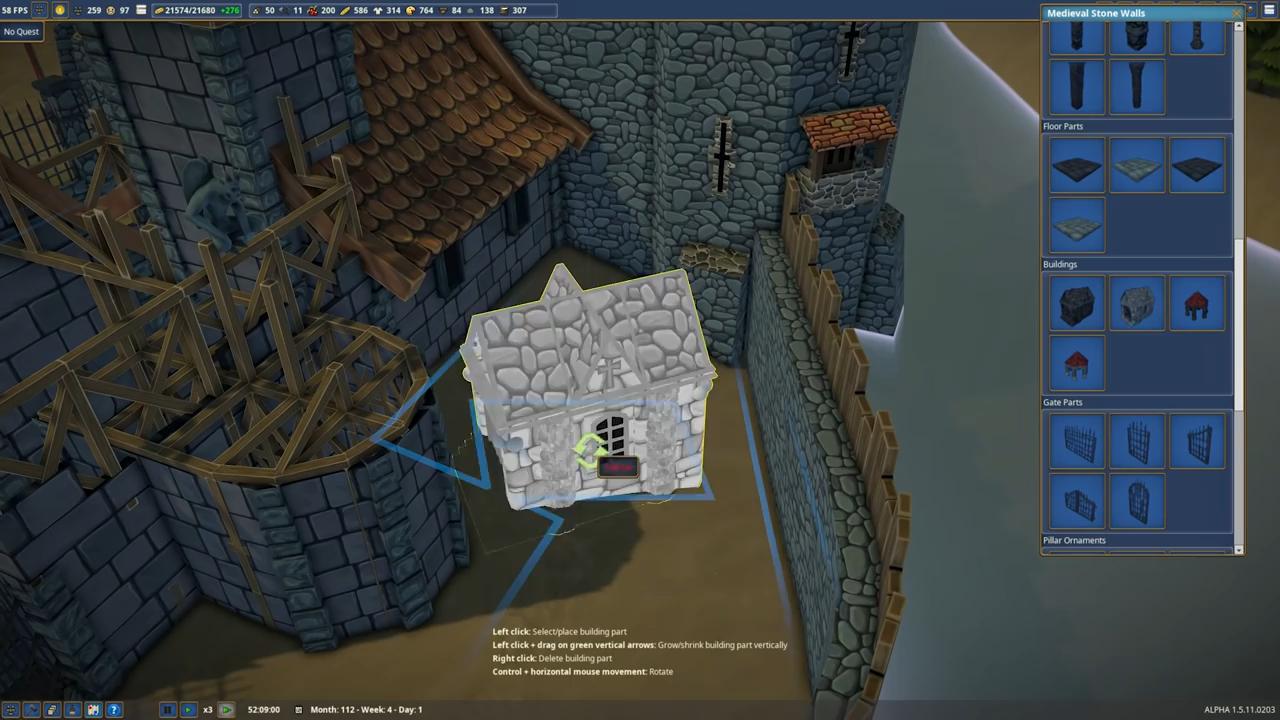 58 FPS
259
97
21574/21680 +276
50
11
200
586
314
764
84
138
307
No Quest
Medieval Stone Walls
Floor Parts
Buildings
Gate Parts
Pillar Ornaments
Left click: Select/place building part
Left click + drag on green vertical arrows: Grow/shrink building part vertically
Right click: Delete building part
Control + horizontal mouse movement: Rotate
x3
52:09:00
Month: 112 - Week: 4 - Day: 1
ALPHA 1.5.11.0203